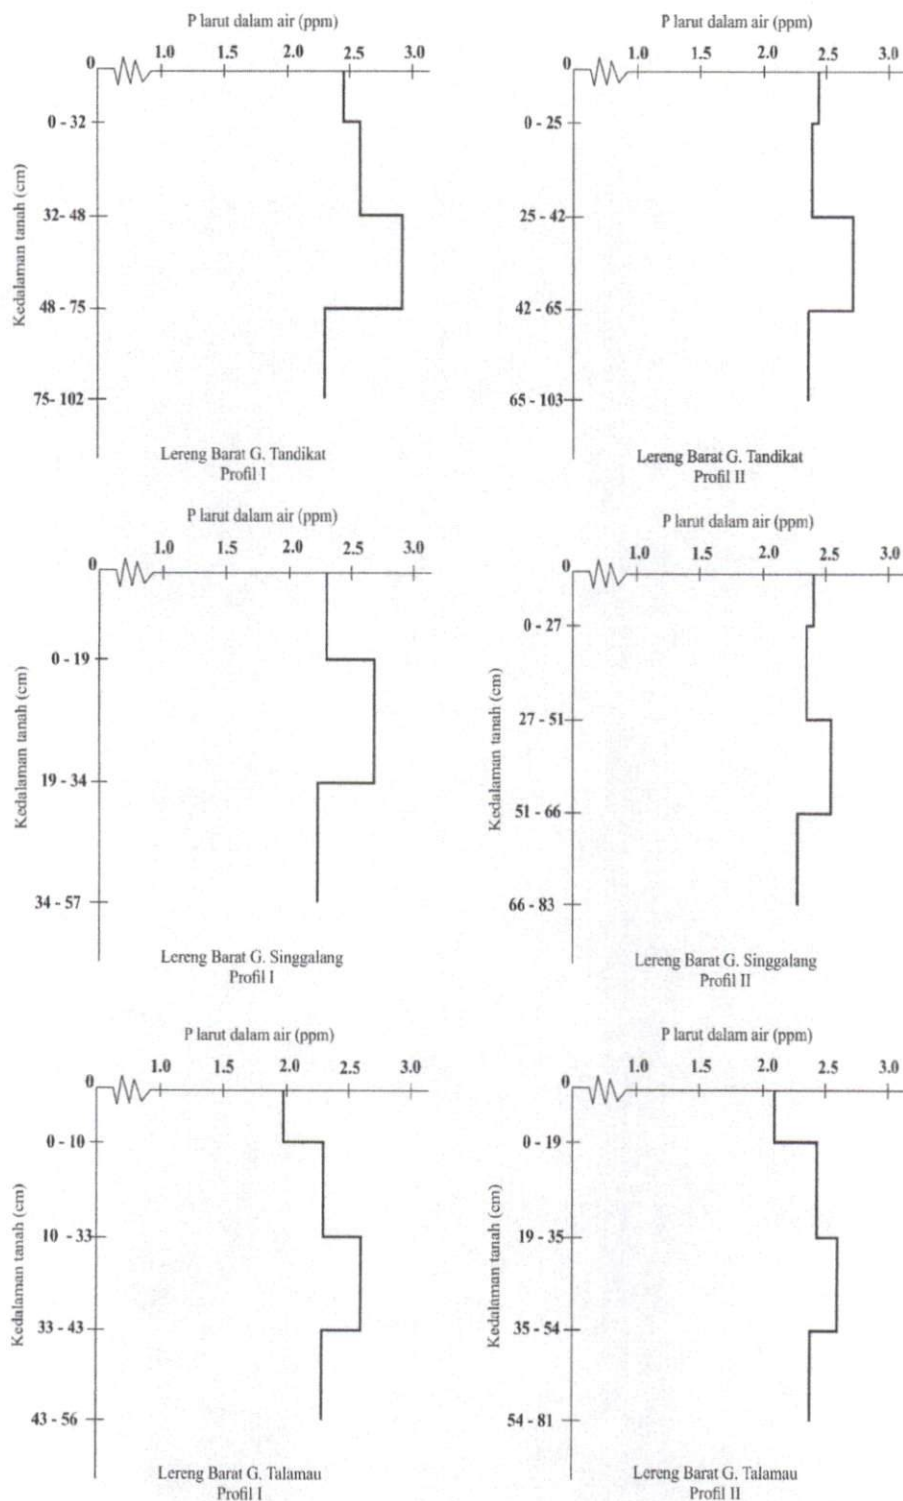 P larut dalam air (ppm)
0 1.0 1.5 2.0 2.5 3.0
Kedalaman tanah (cm)
0 - 32
32 - 48
48 - 75
75 - 102
Lereng Barat G. Tandikat
Profil I
P larut dalam air (ppm)
0 1.0 1.5 2.0 2.5 3.0
0 - 25
25 - 42
42 - 65
65 - 103
Lereng Barat G. Tandikat
Profil II
P larut dalam air (ppm)
0 1.0 1.5 2.0 2.5 3.0
Kedalaman tanah (cm)
0 - 19
19 - 34
34 - 57
Lereng Barat G. Singgalang
Profil I
P larut dalam air (ppm)
0 1.0 1.5 2.0 2.5 3.0
Kedalaman tanah (cm)
0 - 27
27 - 51
51 - 66
66 - 83
Lereng Barat G. Singgalang
Profil II
P larut dalam air (ppm)
0 1.0 1.5 2.0 2.5 3.0
Kedalaman tanah (cm)
0 - 10
10 - 33
33 - 43
43 - 56
Lereng Barat G. Talamau
Profil I
P larut dalam air (ppm)
0 1.0 1.5 2.0 2.5 3.0
Kedalaman tanah (cm)
0 - 19
19 - 35
35 - 54
54 - 81
Lereng Barat G. Talamau
Profil II